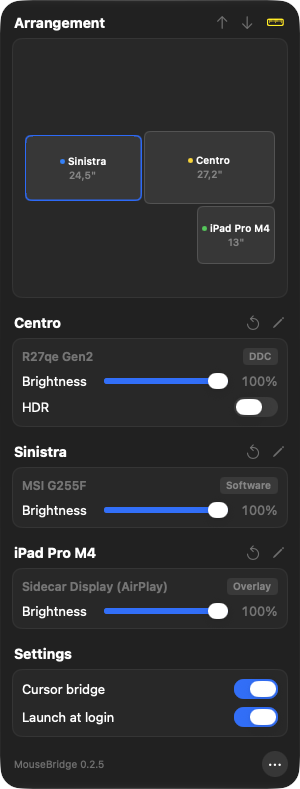 Arrangement
Sinistra
24,5"
Centro
27,2"
iPad Pro M4
13"
Centro
R27qe Gen2
DDC
Brightness
100%
HDR
Sinistra
MSI G255F
Software
Brightness
100%
iPad Pro M4
Sidecar Display (AirPlay)
Overlay
Brightness
100%
Settings
Cursor bridge
Launch at login
MouseBridge 0.2.5